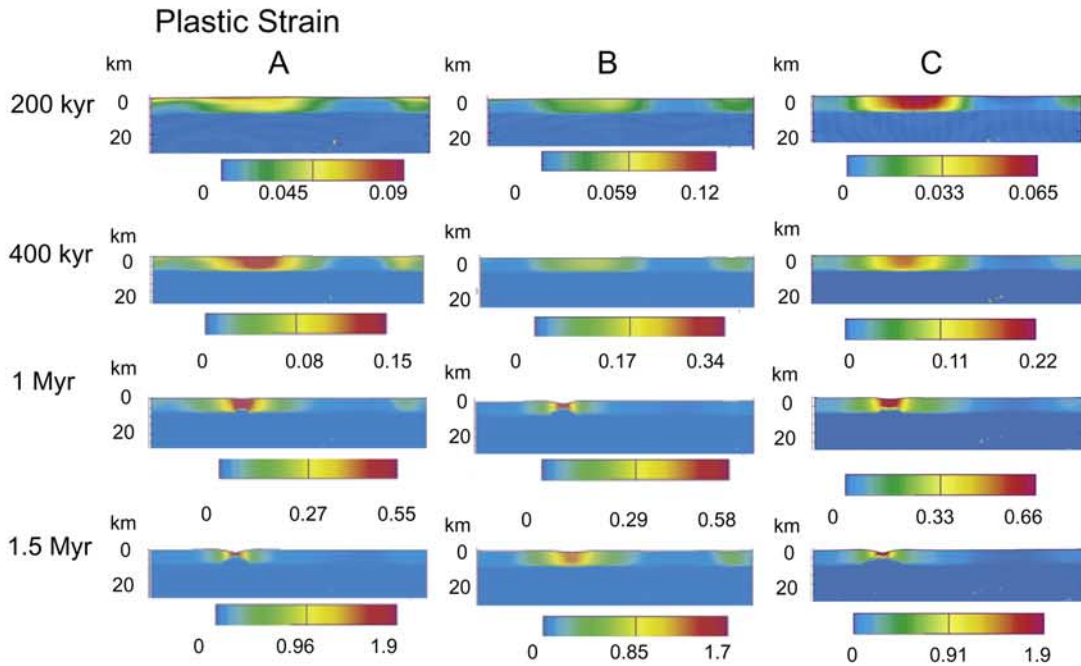 Plastic Strain
km A km B km C
200 kyr 0 0 0
20 20 20
0 0.045 0.09 0 0.059 0.12 0 0.033 0.065
km km km
400 kyr 0 0 0
20 20 20
0 0.08 0.15 0 0.17 0.34 0 0.11 0.22
km km km
1 Myr 0 0 0
20 20 20
0 0.27 0.55 0 0.29 0.58 0 0.33 0.66
km km km
1.5 Myr 0 0 0
20 20 20
0 0.96 1.9 0 0.85 1.7 0 0.91 1.9